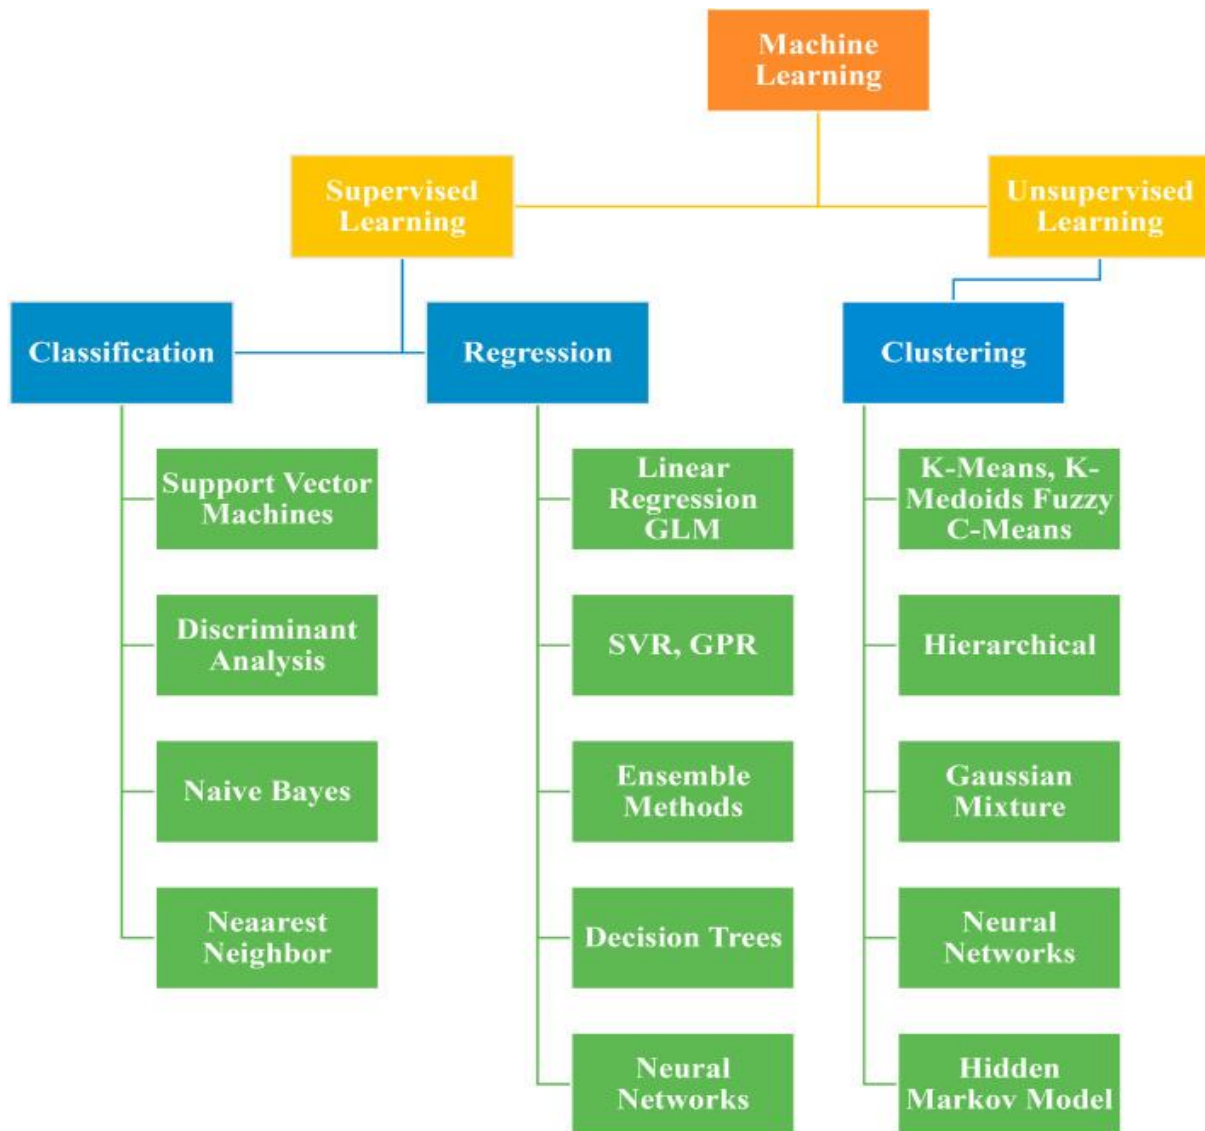 Machine
Learning
Supervised
Learning
Unsupervised
Learning
Classification
Regression
Clustering
Support Vector
Machines
Discriminant
Analysis
Naive Bayes
Neaarest
Neighbor
Linear
Regression
GLM
SVR, GPR
Ensemble
Methods
Decision Trees
Neural
Networks
K-Means, K-
Medoids Fuzzy
C-Means
Hierarchical
Gaussian
Mixture
Neural
Networks
Hidden
Markov Model